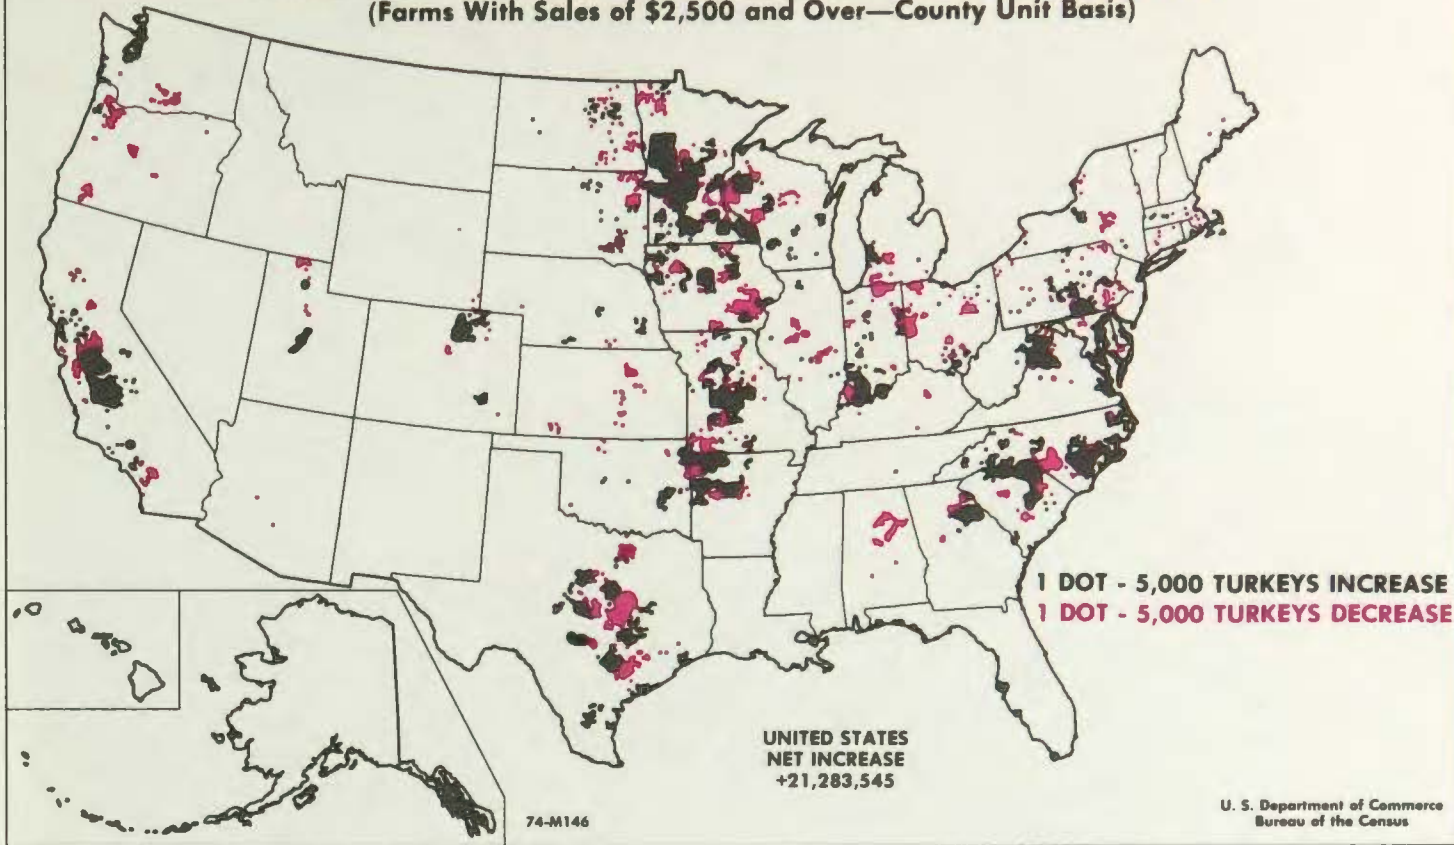 (Farms With Sales of $2,500 and Over—County Unit Basis)
1 DOT - 5,000 TURKEYS INCREASE
1 DOT - 5,000 TURKEYS DECREASE
UNITED STATES
NET INCREASE
+21,283,545
74-M146
U. S. Department of Commerce
Bureau of the Census